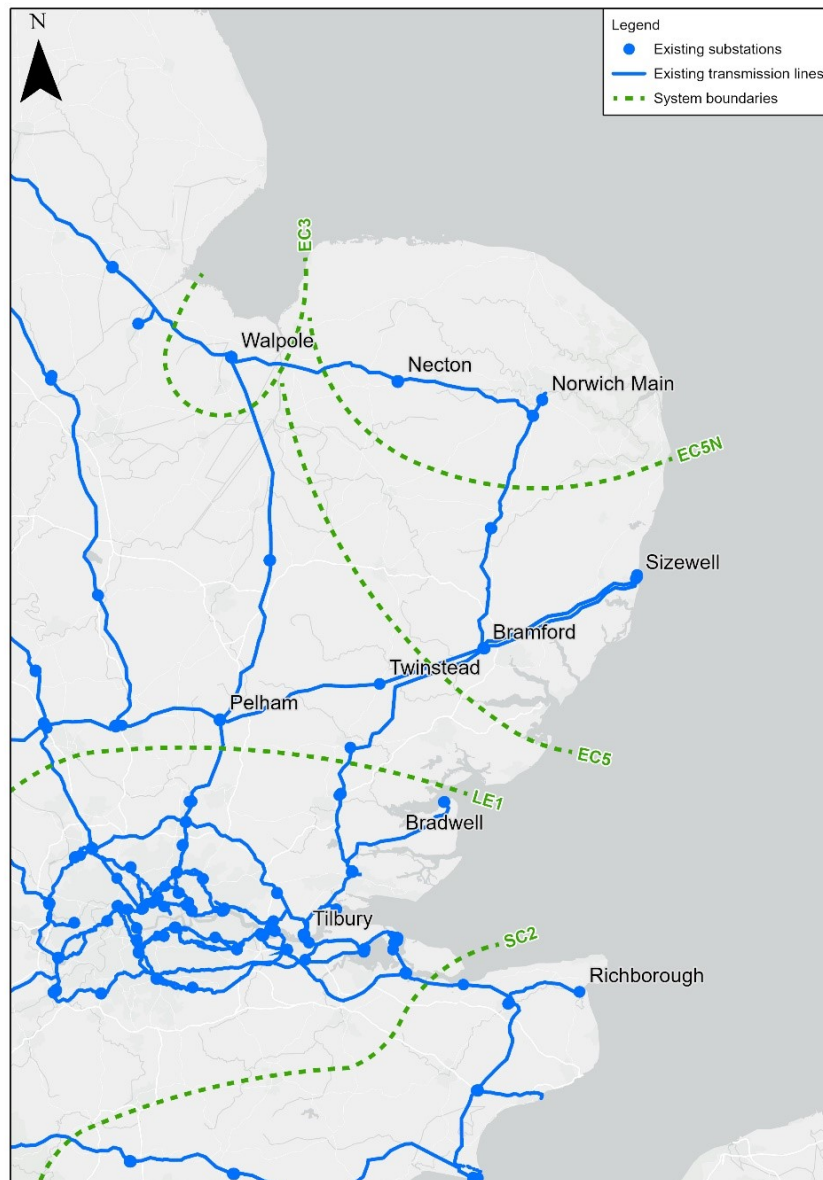 N
Legend
Existing substations
Existing transmission lines
System boundaries
EC3
Walpole
Necton
Norwich Main
EC5N
Sizewell
Bramford
Twinstead
Pelham
EC5
LE1
Bradwell
Tilbury
SC2
Richborough